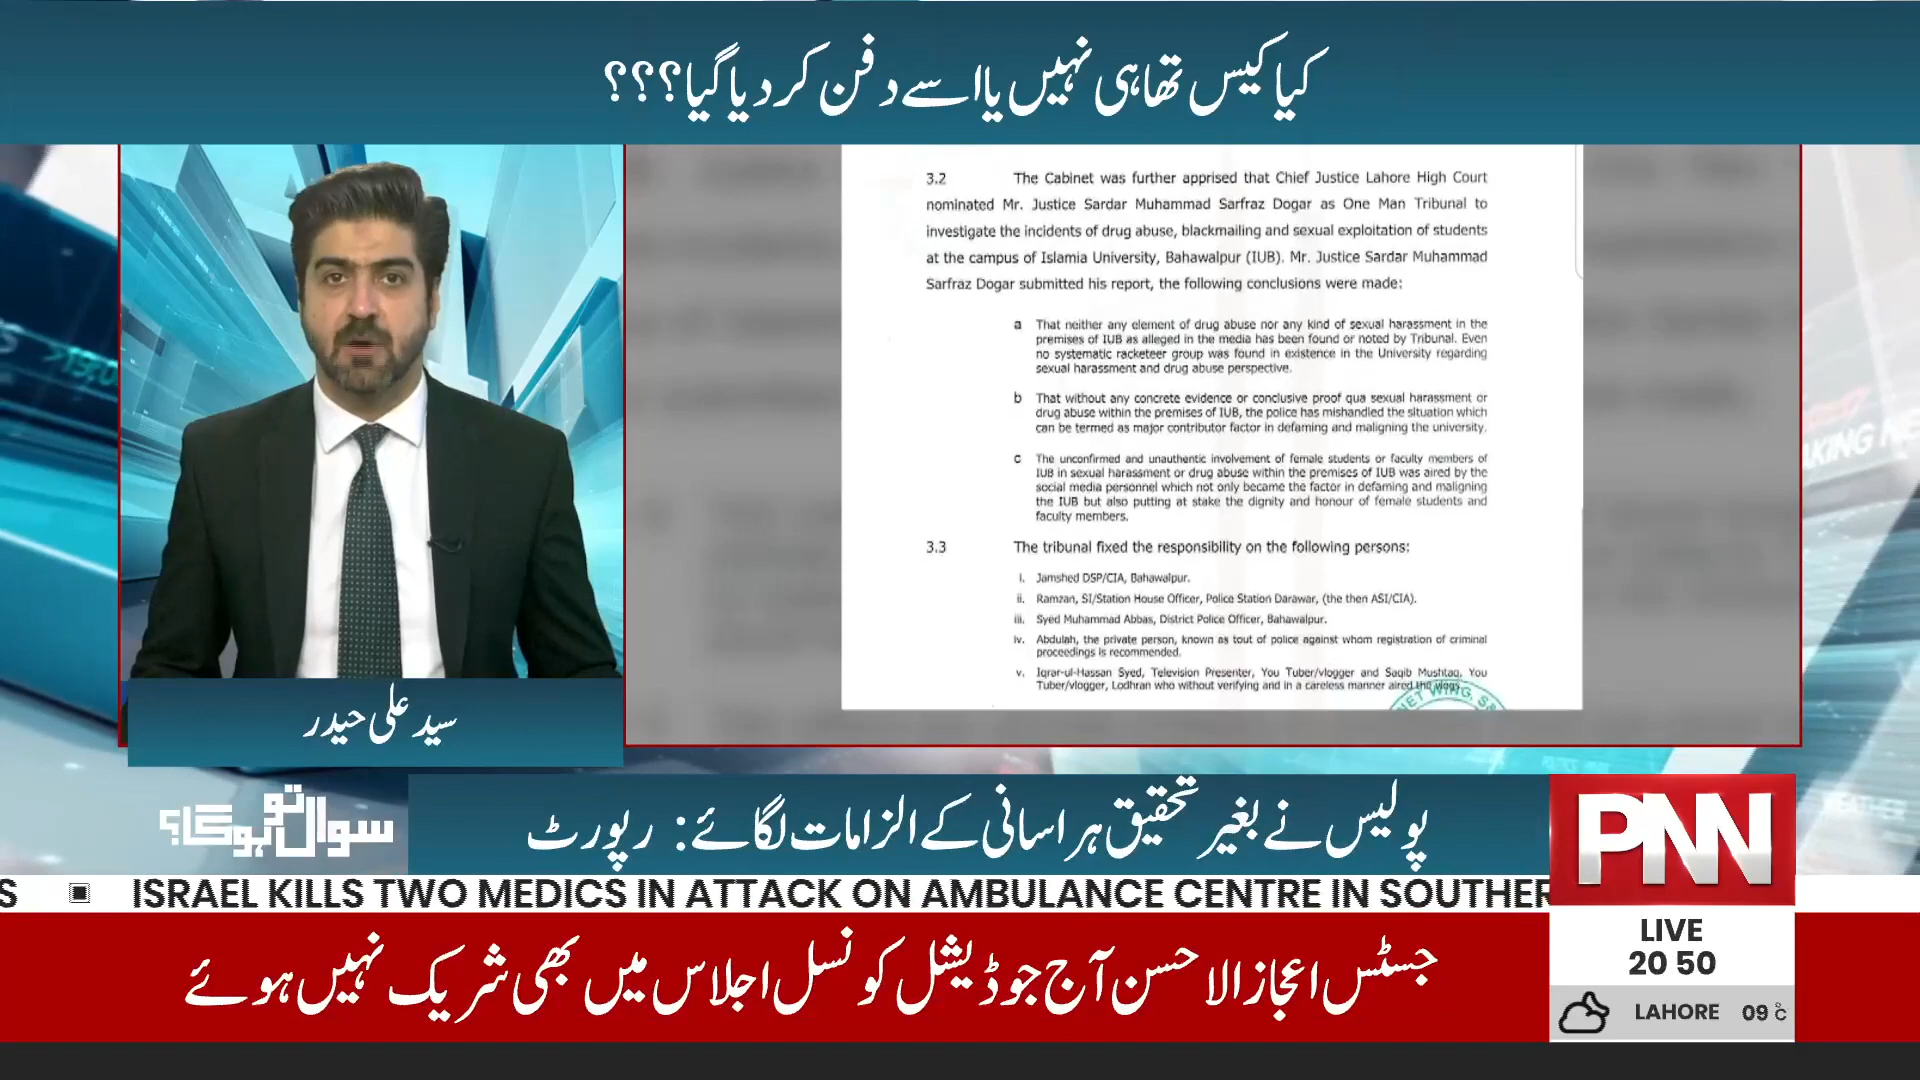 کیا کیس تھا ہی نہیں یا اسے دفن کر دیا گیا؟؟؟
3.2 The Cabinet was further apprised that Chief Justice Lahore High Court
nominated Mr. Justice Sardar Muhammad Sarfraz Dogar as One Man Tribunal to
investigate the incidents of drug abuse, blackmailing and sexual exploitation of students
at the campus of Islamia University, Bahawalpur (IUB). Mr. Justice Sardar Muhammad
Sarfraz Dogar submitted his report, the following conclusions were made:
a That neither any element of drug abuse nor any kind of sexual harassment in the
premises of IUB as alleged in the media has been found or noted by Tribunal. Even
no systematic racketeer group was found in existence in the University regarding
sexual harassment and drug abuse perspective.
b That without any concrete evidence or conclusive proof qua sexual harassment or
drug abuse within the premises of IUB, the police has mishandled the situation which
can be termed as major contributor factor in defaming and maligning the university.
c The unconfirmed and unauthentic involvement of female students or faculty members of
IUB in sexual harassment or drug abuse within the premises of IUB was aired by the
social media personnel which not only became the factor in defaming and maligning
the IUB but also putting at stake the dignity and honour of female students and
faculty members.
3.3 The tribunal fixed the responsibility on the following persons:
i. Jamshed DSP/CIA, Bahawalpur.
ii. Ramzan, SI/Station House Officer, Police Station Darawar, (the then ASI/CIA).
iii. Syed Muhammad Abbas, District Police Officer, Bahawalpur.
iv. Abdulah, the private person, known as tout of police against whom registration of criminal
proceedings is recommended.
v. Iqrar-ul-Hassan Syed, Television Presenter, You Tuber/vlogger and Saqib Mushtaq, You
Tuber/vlogger, Lodhran who without verifying and in a careless manner aired the vlogs.
NET WING, S&
سید علی حیدر
سوال تو ہوگا؟
پولیس نے بغیر تحقیق ہراسانی کے الزامات لگائے: رپورٹ
PNN
S ISRAEL KILLS TWO MEDICS IN ATTACK ON AMBULANCE CENTRE IN SOUTHER
LIVE
20 50
جسٹس اعجاز الاحسن آج جوڈیشل کونسل اجلاس میں بھی شریک نہیں ہوئے
LAHORE 09°C